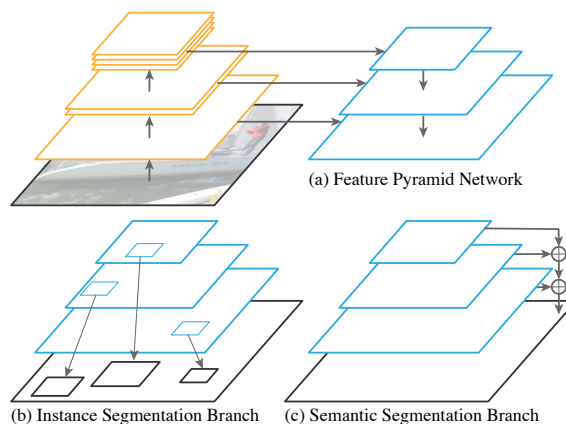 (a) Feature Pyramid Network
(b) Instance Segmentation Branch
(c) Semantic Segmentation Branch